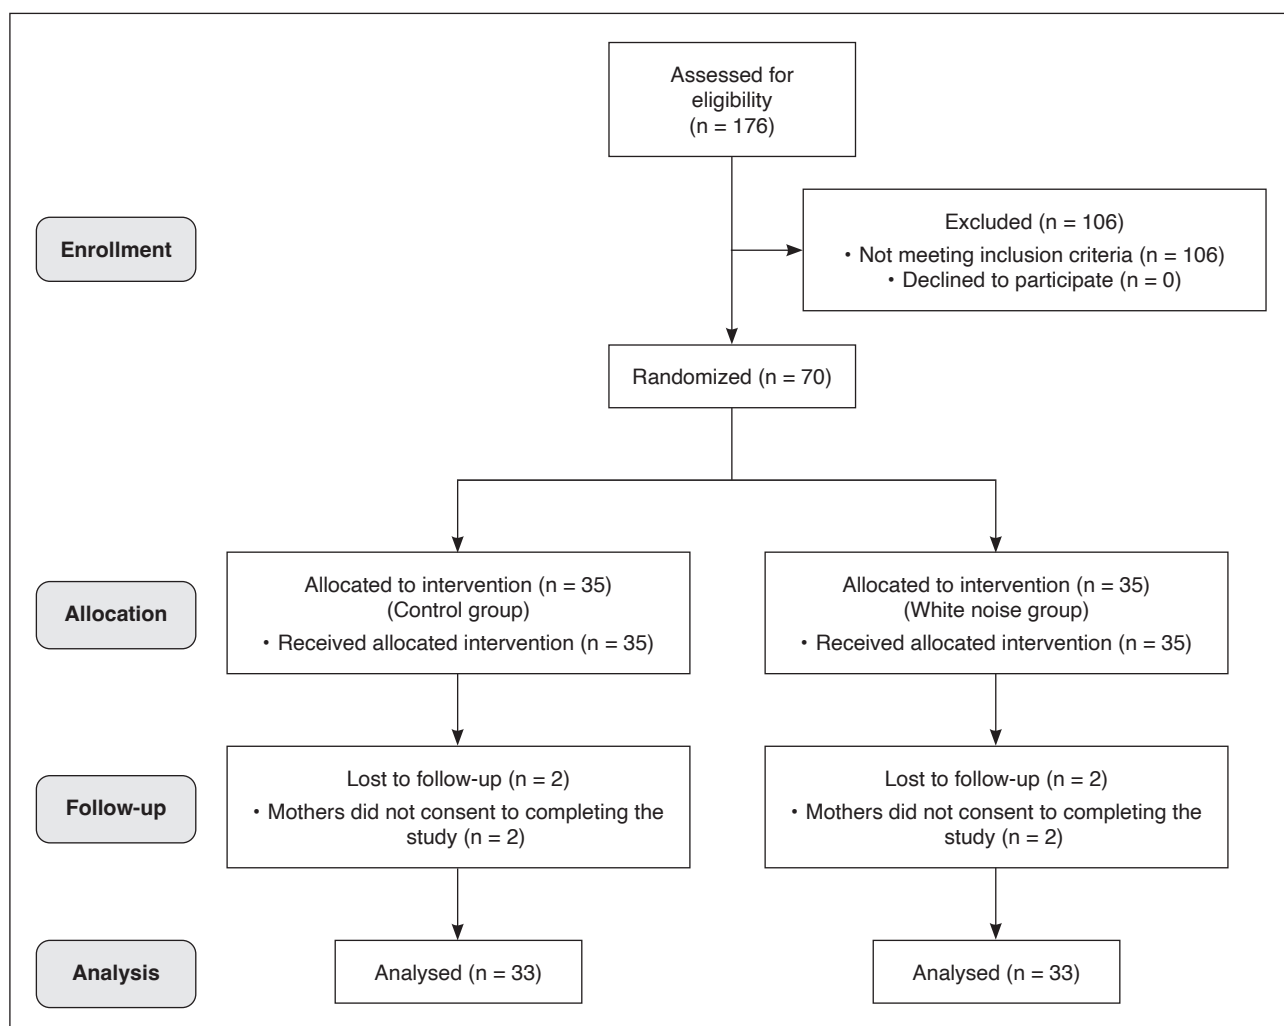 Assessed for
eligibility
(n = 176)
Enrollment
Excluded (n = 106)
• Not meeting inclusion criteria (n = 106)
• Declined to participate (n = 0)
Randomized (n = 70)
Allocation
Allocated to intervention (n = 35)
(Control group)
• Received allocated intervention (n = 35)
Allocated to intervention (n = 35)
(White noise group)
• Received allocated intervention (n = 35)
Follow-up
Lost to follow-up (n = 2)
• Mothers did not consent to completing the
study (n = 2)
Lost to follow-up (n = 2)
• Mothers did not consent to completing the
study (n = 2)
Analysis
Analysed (n = 33)
Analysed (n = 33)